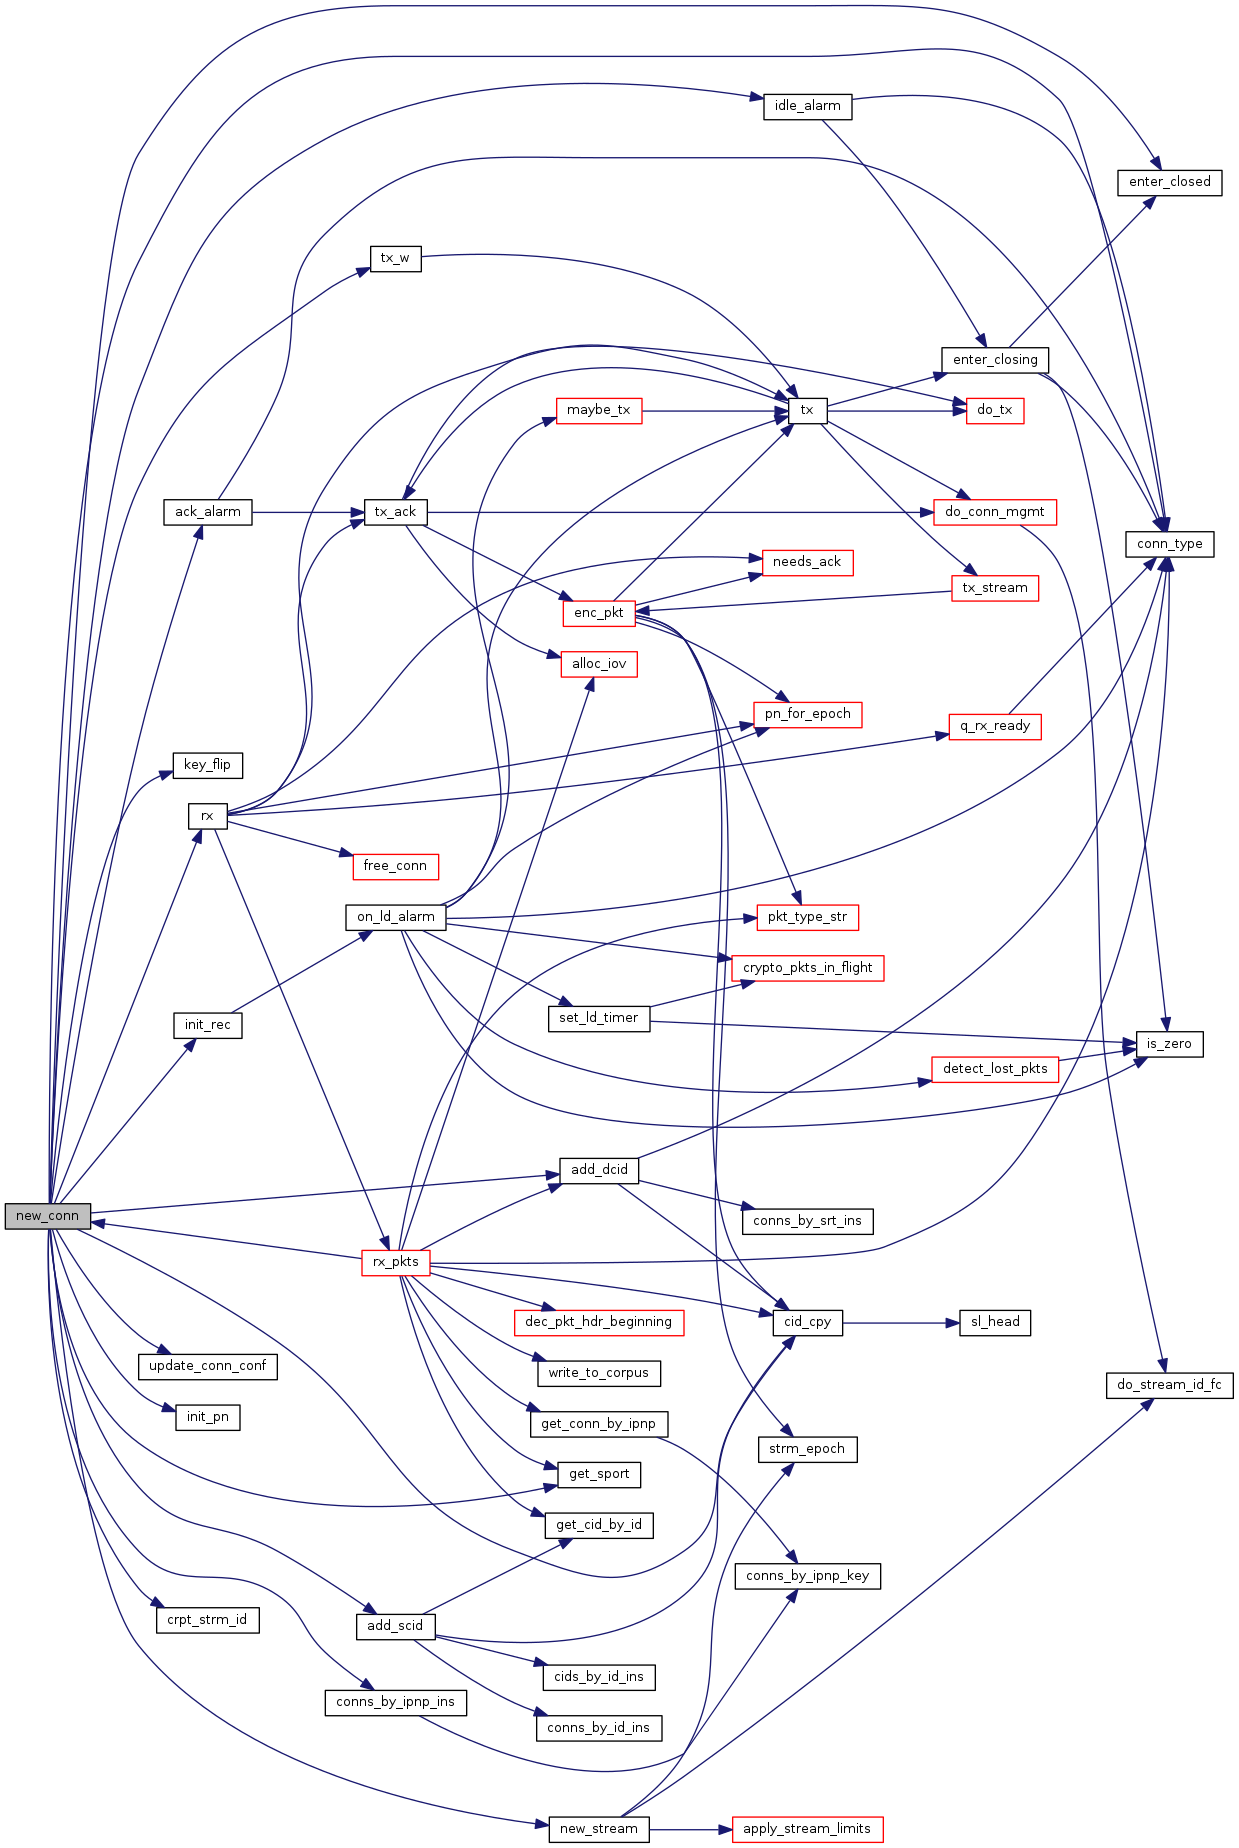 idle_alarm
enter_closed
tx_w
enter_closing
maybe_tx
tx
do_tx
ack_alarm
tx_ack
do_conn_mgmt
conn_type
needs_ack
tx_stream
enc_pkt
alloc_iov
pn_for_epoch
q_rx_ready
key_flip
rx
free_conn
on_ld_alarm
pkt_type_str
crypto_pkts_in_flight
init_rec
set_ld_timer
is_zero
detect_lost_pkts
add_dcid
new_conn
conns_by_srt_ins
rx_pkts
dec_pkt_hdr_beginning
cid_cpy
sl_head
update_conn_conf
write_to_corpus
do_stream_id_fc
init_pn
get_conn_by_ipnp
strm_epoch
get_sport
get_cid_by_id
conns_by_ipnp_key
crpt_strm_id
add_scid
cids_by_id_ins
conns_by_ipnp_ins
conns_by_id_ins
new_stream
apply_stream_limits